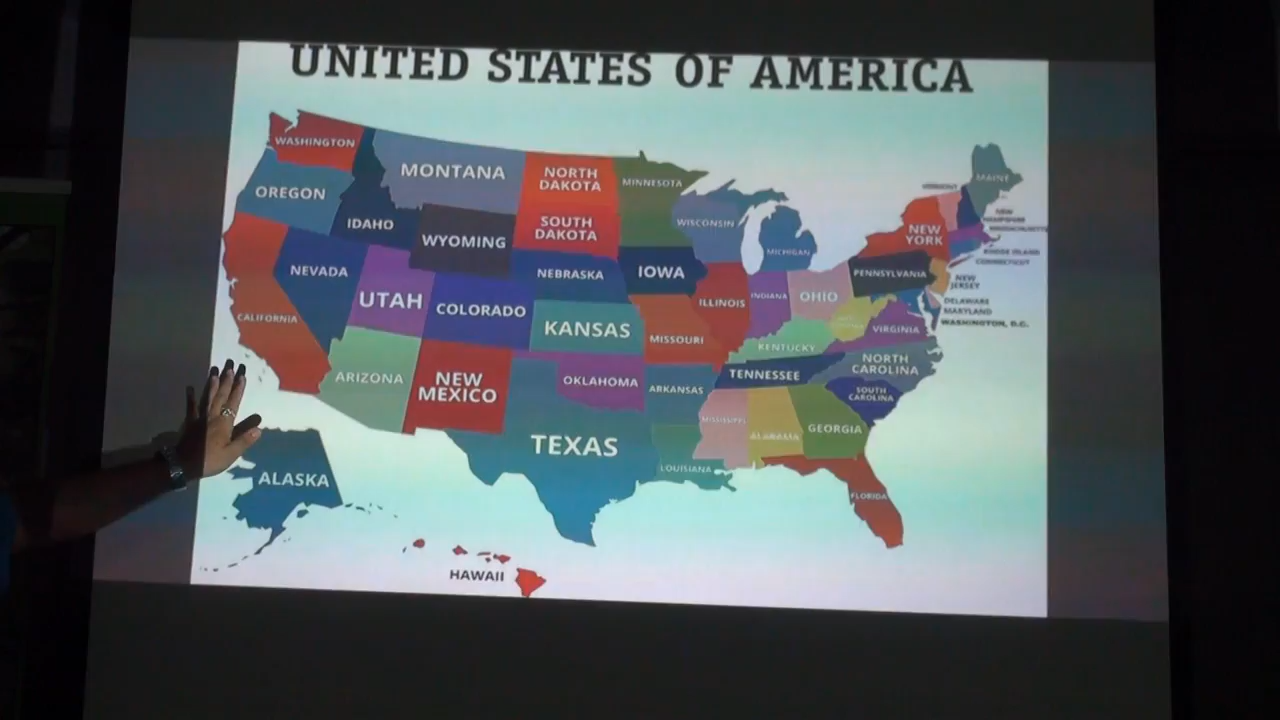 UNITED STATES OF AMERICA
WASHINGTON
MONTANA
NORTH
DAKOTA
MINNESOTA
MAINE
VERMONT
OREGON
IDAHO
WYOMING
SOUTH
DAKOTA
WISCONSIN
MICHIGAN
NEW
YORK
NEW
HAMPSHIRE
MASSACHUSETTS
RHODE ISLAND
CONNECTICUT
NEVADA
UTAH
COLORADO
NEBRASKA
IOWA
ILLINOIS
INDIANA
OHIO
PENNSYLVANIA
NEW
JERSEY
DELAWARE
MARYLAND
WASHINGTON, D.C.
CALIFORNIA
KANSAS
MISSOURI
KENTUCKY
VIRGINIA
ARIZONA
NEW
MEXICO
OKLAHOMA
ARKANSAS
TENNESSEE
NORTH
CAROLINA
SOUTH
CAROLINA
TEXAS
LOUISIANA
MISSISSIPPI
ALABAMA
GEORGIA
FLORIDA
ALASKA
HAWAII